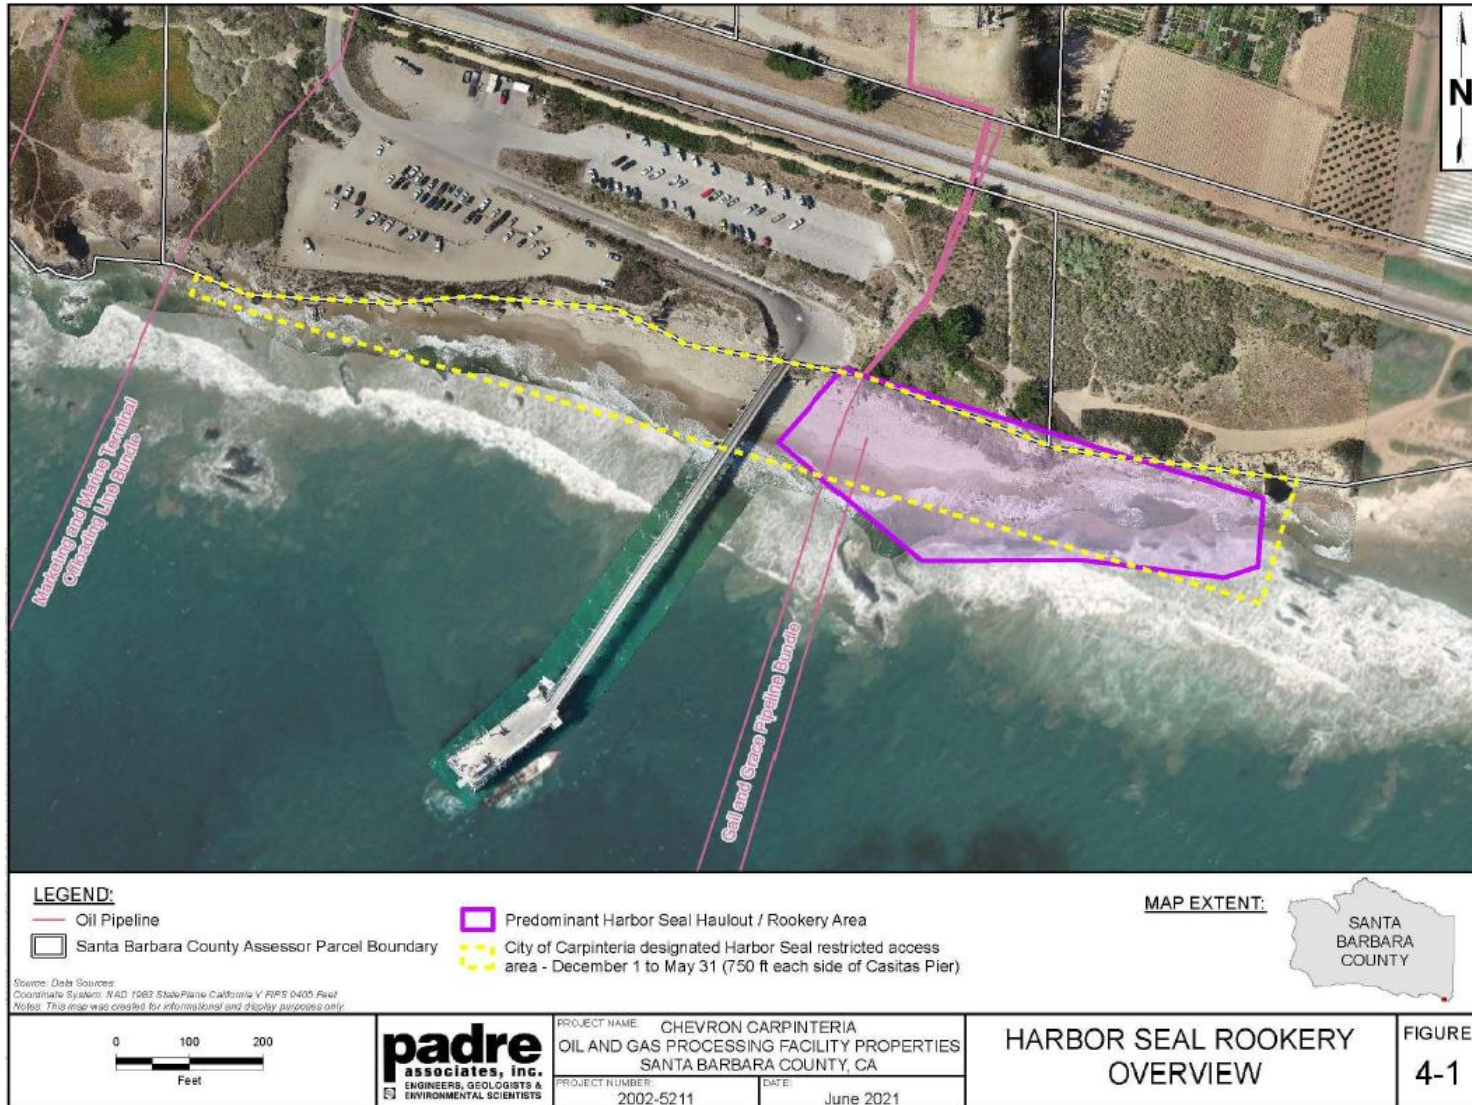 N
Marketing and Marine Terminal
Offloading Line Bundle
Gail and Grace Pipeline Bundle
LEGEND:
Oil Pipeline
Santa Barbara County Assessor Parcel Boundary
Predominant Harbor Seal Haulout / Rookery Area
City of Carpinteria designated Harbor Seal restricted access
area - December 1 to May 31 (750 ft each side of Casitas Pier)
MAP EXTENT:
SANTA
BARBARA
COUNTY
Source: Data Sources
Coordinate System: NAD 1983 StatePlane California V FIPS 0405 Feet
Notes: This map was created for informational and display purposes only.
0 100 200
Feet
padre
associates, inc.
ENGINEERS, GEOLOGISTS &
ENVIRONMENTAL SCIENTISTS
PROJECT NAME: CHEVRON CARPINTERIA
OIL AND GAS PROCESSING FACILITY PROPERTIES
SANTA BARBARA COUNTY, CA
PROJECT NUMBER:
2002-5211
DATE:
June 2021
HARBOR SEAL ROOKERY
OVERVIEW
FIGURE
4-1